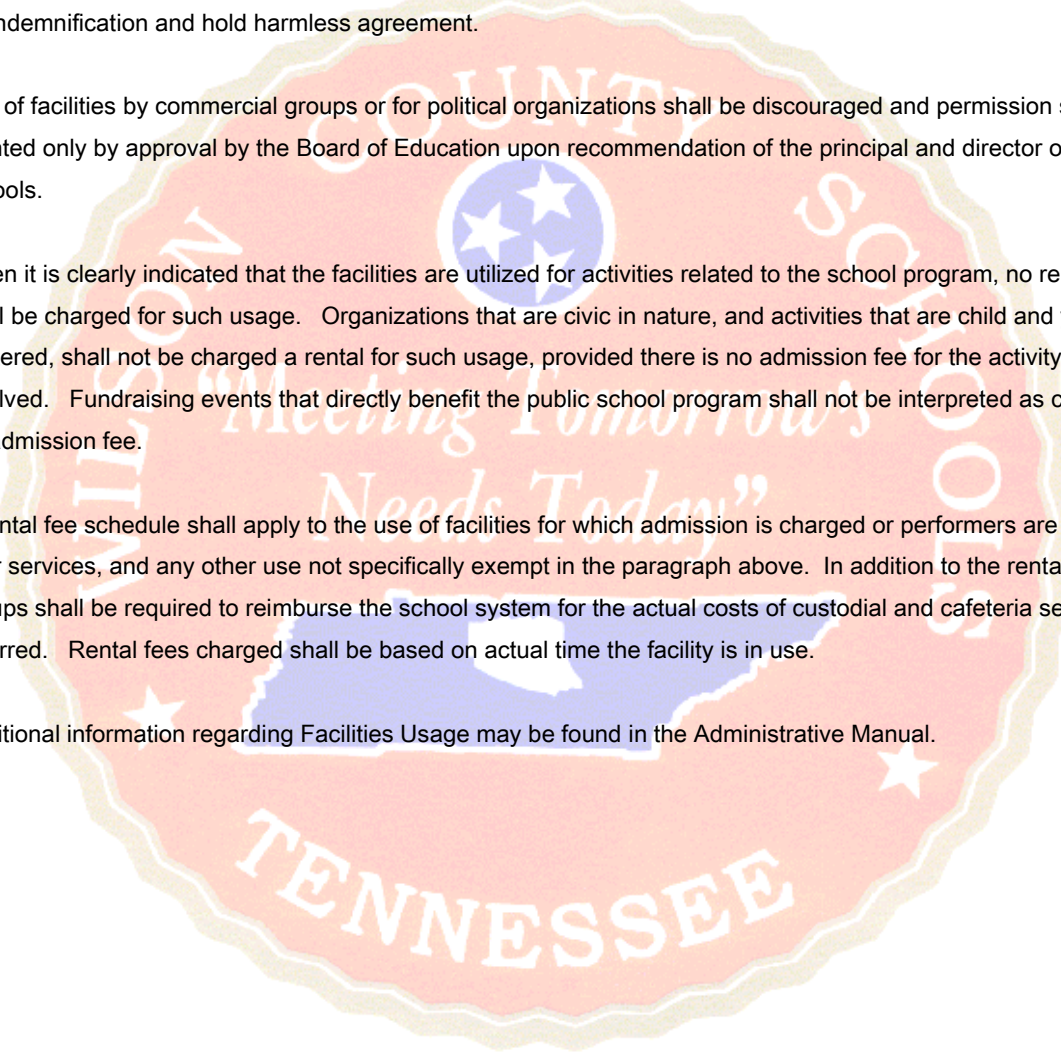 ndemnification and hold harmless agreement.
of facilities by commercial groups or for political organizations shall be discouraged and permission s
ted only by approval by the Board of Education upon recommendation of the principal and director o
ols.
en it is clearly indicated that the facilities are utilized for activities related to the school program, no re
l be charged for such usage. Organizations that are civic in nature, and activities that are child and
ered, shall not be charged a rental for such usage, provided there is no admission fee for the activity
lved. Fundraising events that directly benefit the public school program shall not be interpreted as c
dmission fee.
ntal fee schedule shall apply to the use of facilities for which admission is charged or performers are
r services, and any other use not specifically exempt in the paragraph above. In addition to the renta
ups shall be required to reimburse the school system for the actual costs of custodial and cafeteria se
rred. Rental fees charged shall be based on actual time the facility is in use.
itional information regarding Facilities Usage may be found in the Administrative Manual.
WILSON COUNTY SCHOOLS
"Meeting Tomorrow's
Needs Today"
TENNESSEE